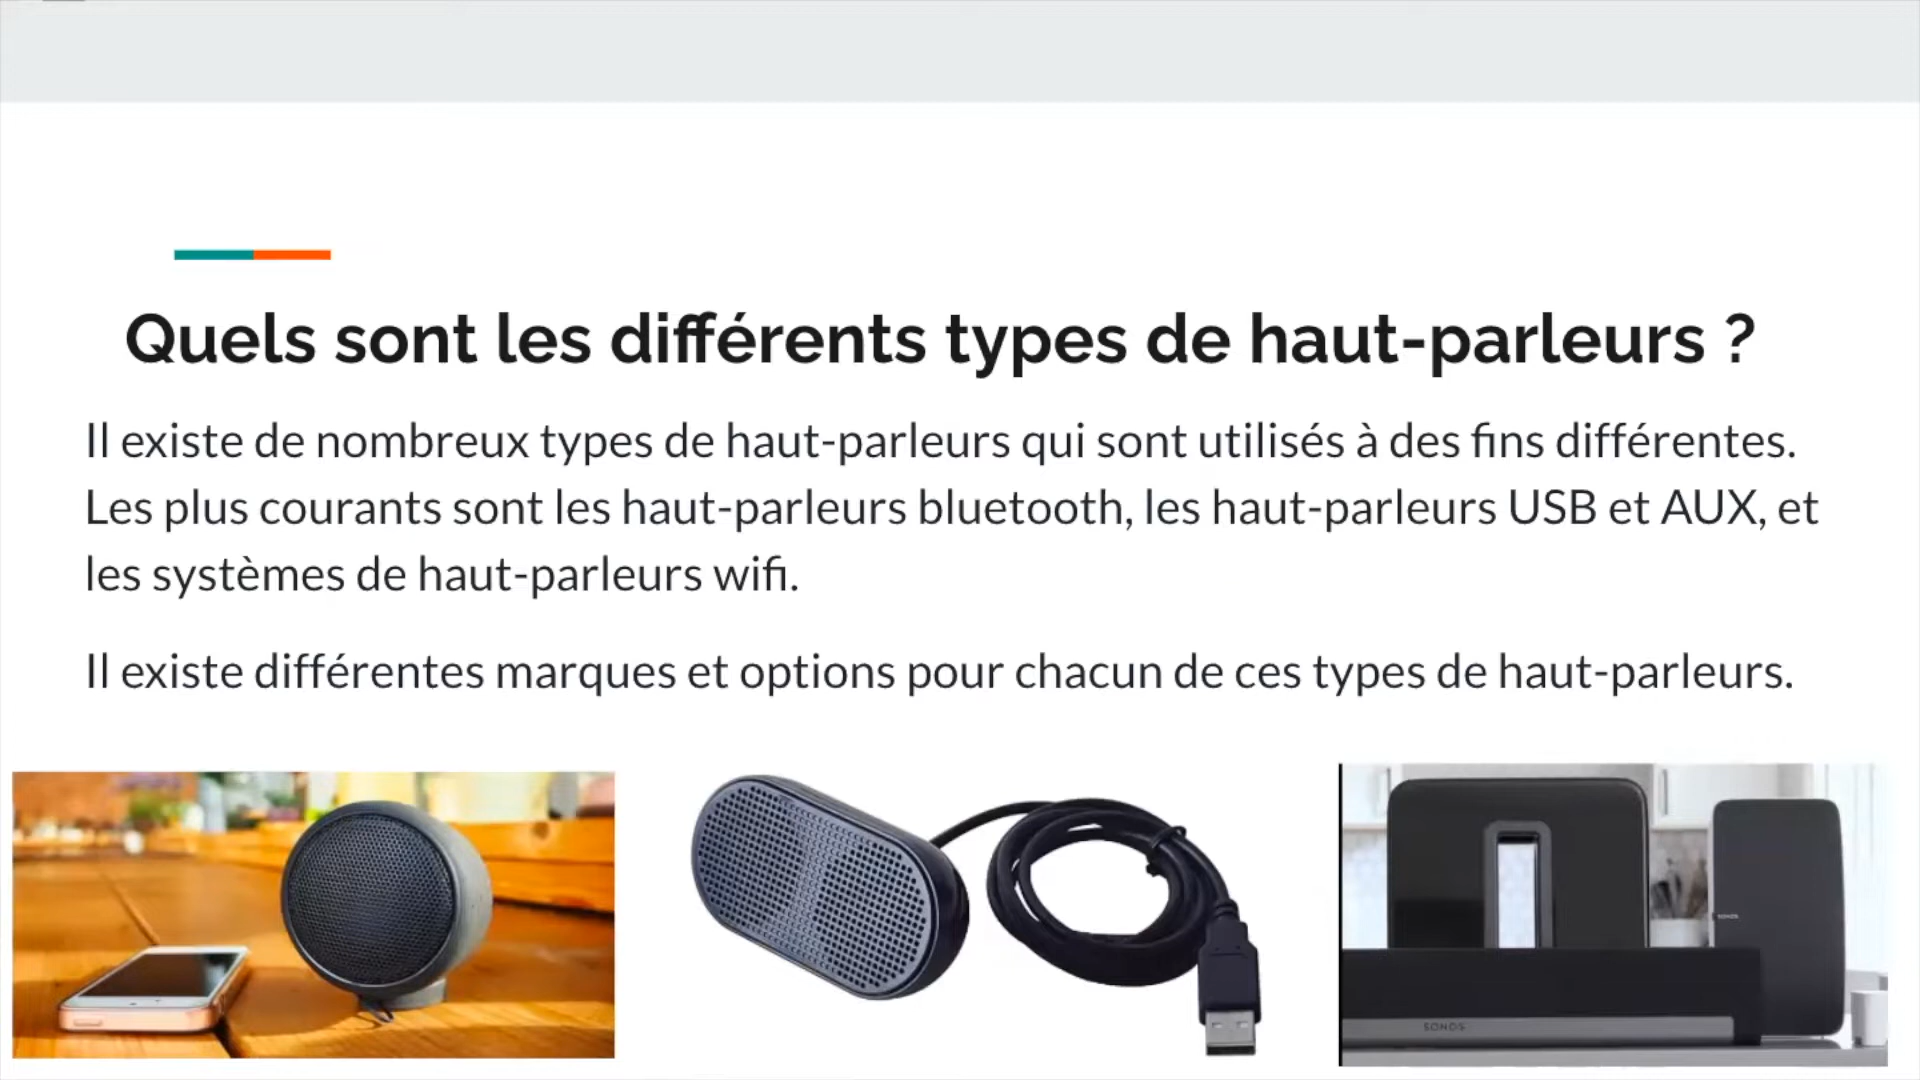 Quels sont les différents types de haut-parleurs ?
Il existe de nombreux types de haut-parleurs qui sont utilisés à des fins différentes.
Les plus courants sont les haut-parleurs bluetooth, les haut-parleurs USB et AUX, et
les systèmes de haut-parleurs wifi.
Il existe différentes marques et options pour chacun de ces types de haut-parleurs.
SONOS
SONOS